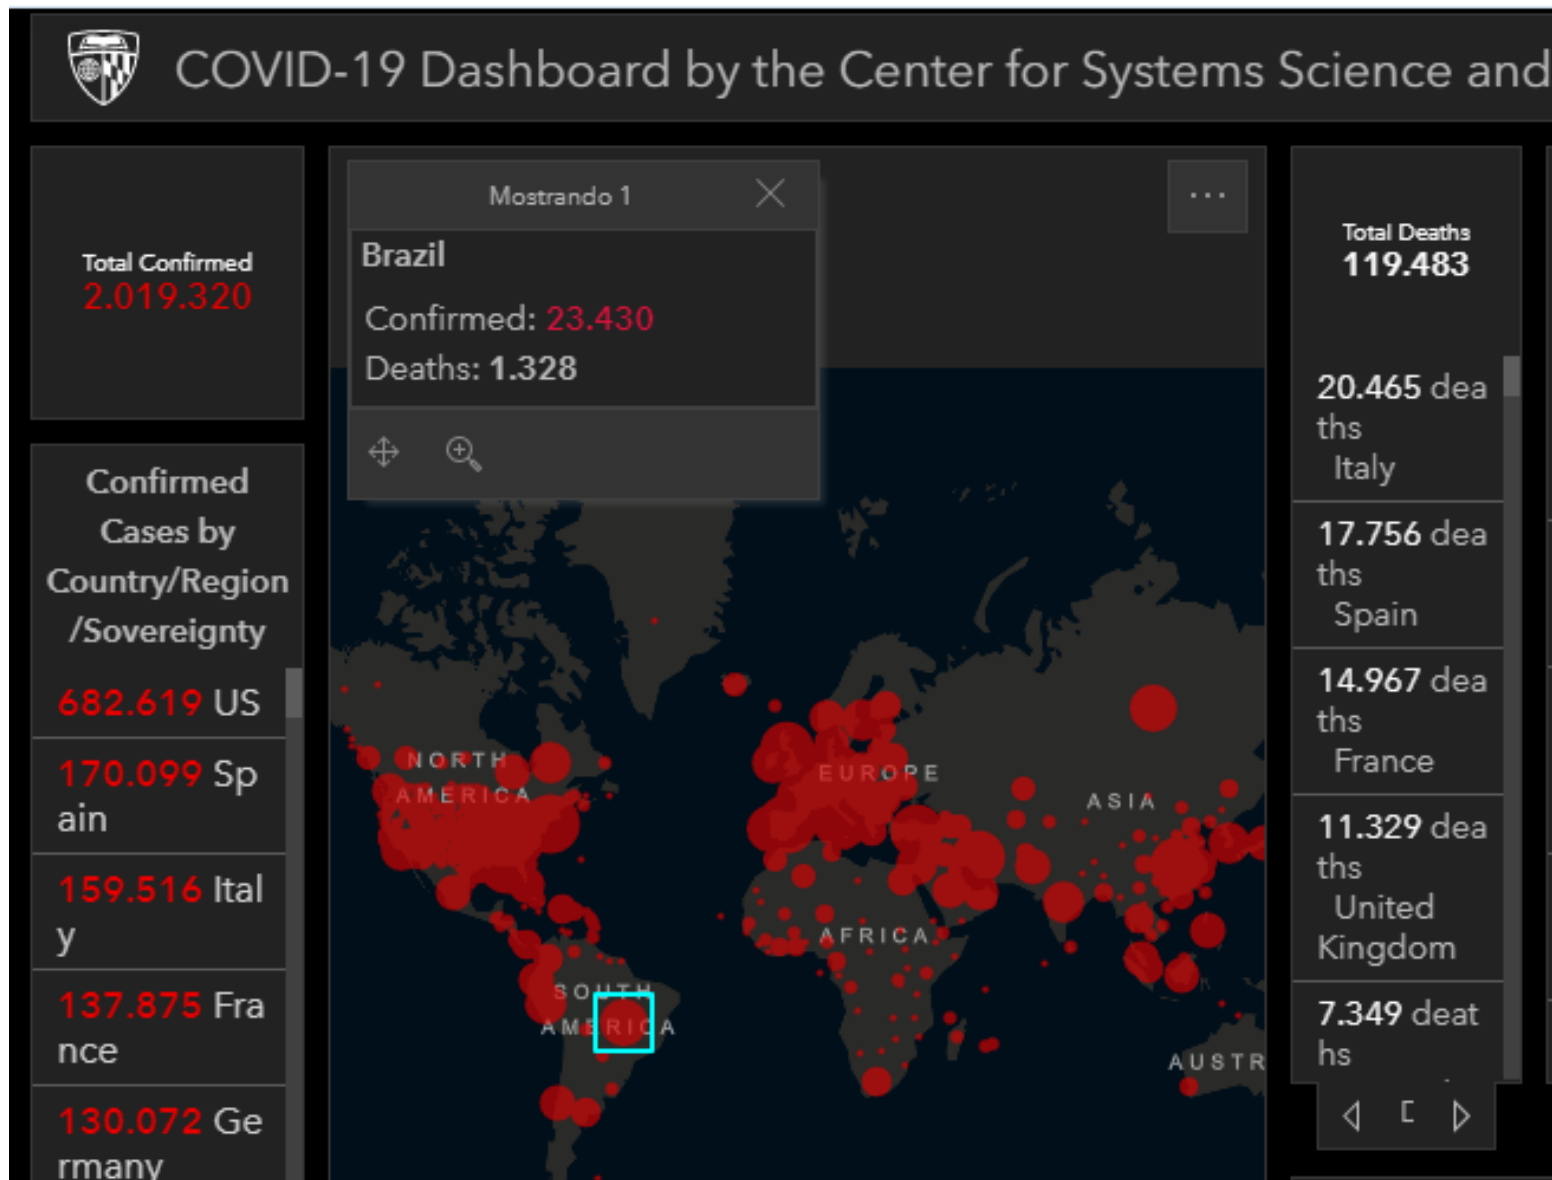 COVID-19 Dashboard by the Center for Systems Science and
Total Confirmed
2.019.320
Confirmed
Cases by
Country/Region
/Sovereignty
682.619 US
170.099 Sp
ain
159.516 Ital
y
137.875 Fra
nce
130.072 Ge
rmany
Mostrando 1
Brazil
Confirmed: 23.430
Deaths: 1.328
NORTH
AMERICA
EUROPE
ASIA
AFRICA
SOUTH
AMERICA
AUSTR
Total Deaths
119.483
20.465 dea
ths
Italy
17.756 dea
ths
Spain
14.967 dea
ths
France
11.329 dea
ths
United
Kingdom
7.349 deat
hs